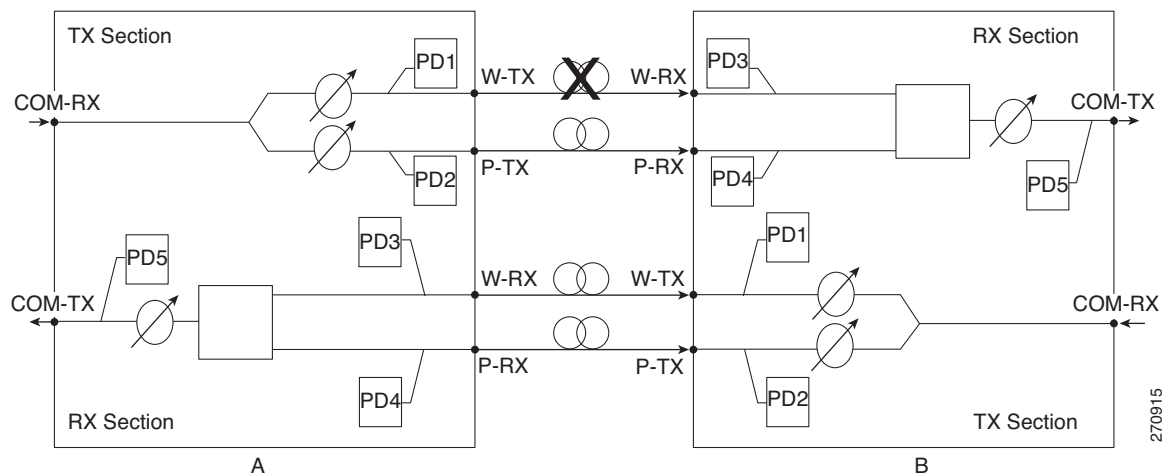 TX Section
RX Section
PD1
W-TX
X
W-RX
PD3
COM-RX
COM-TX
PD2
P-TX
P-RX
PD4
PD5
PD5
PD3
W-RX
W-TX
PD1
COM-TX
COM-RX
PD4
P-RX
P-TX
PD2
RX Section
TX Section
A
B
270915